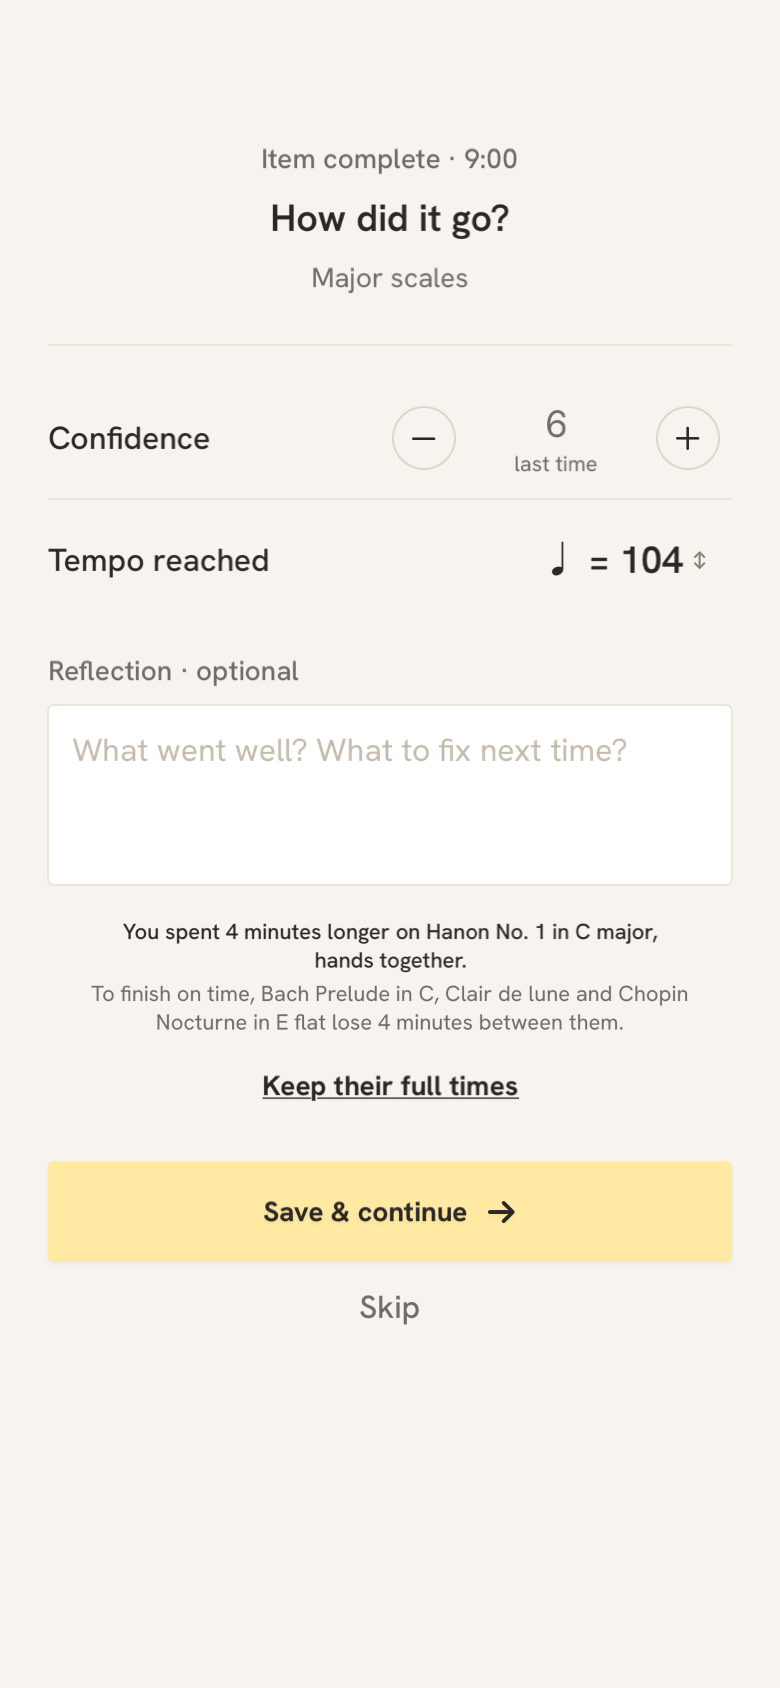 Item complete · 9:00
How did it go?
Major scales
Confidence
6
last time
Tempo reached
♩ = 104
Reflection · optional
What went well? What to fix next time?
You spent 4 minutes longer on Hanon No. 1 in C major,
hands together.
To finish on time, Bach Prelude in C, Clair de lune and Chopin
Nocturne in E flat lose 4 minutes between them.
Keep their full times
Save & continue →
Skip